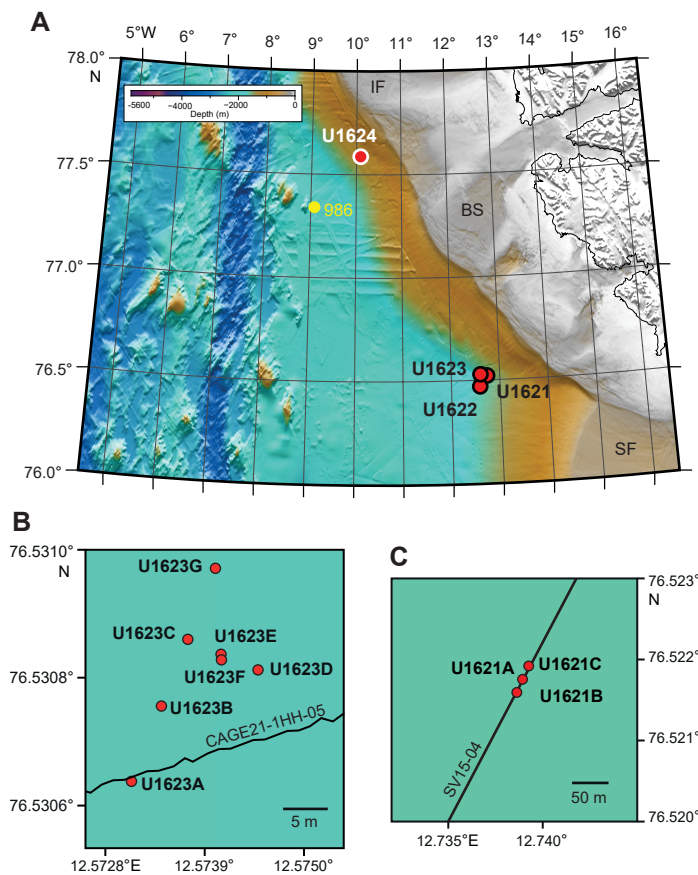 A
5°W 6° 7° 8° 9° 10° 11° 12° 13° 14° 15° 16°
78.0°
N
IF
-5600 -4000 -2000 0
Depth (m)
U1624
77.5°
986
BS
77.0°
76.5°
U1623
U1621
U1622
SF
76.0°
B
76.5310°
N
U1623G
U1623C
U1623E
U1623F
U1623D
76.5308°
U1623B
CAGE21-1HH-05
U1623A
76.5306°
5 m
12.5728°E 12.5739° 12.5750°
C
76.523°
N
76.522°
U1621A
U1621C
U1621B
76.521°
SV15-04
50 m
76.520°
12.735°E 12.740°